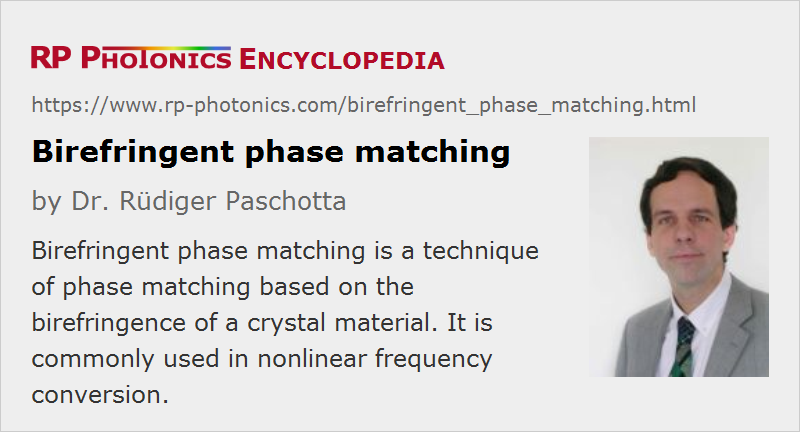 RP PHOTONICS ENCYCLOPEDIA
https://www.rp-photonics.com/birefringent_phase_matching.html
Birefringent phase matching
by Dr. Rüdiger Paschotta
Birefringent phase matching is a technique
of phase matching based on the
birefringence of a crystal material. It is
commonly used in nonlinear frequency
conversion.